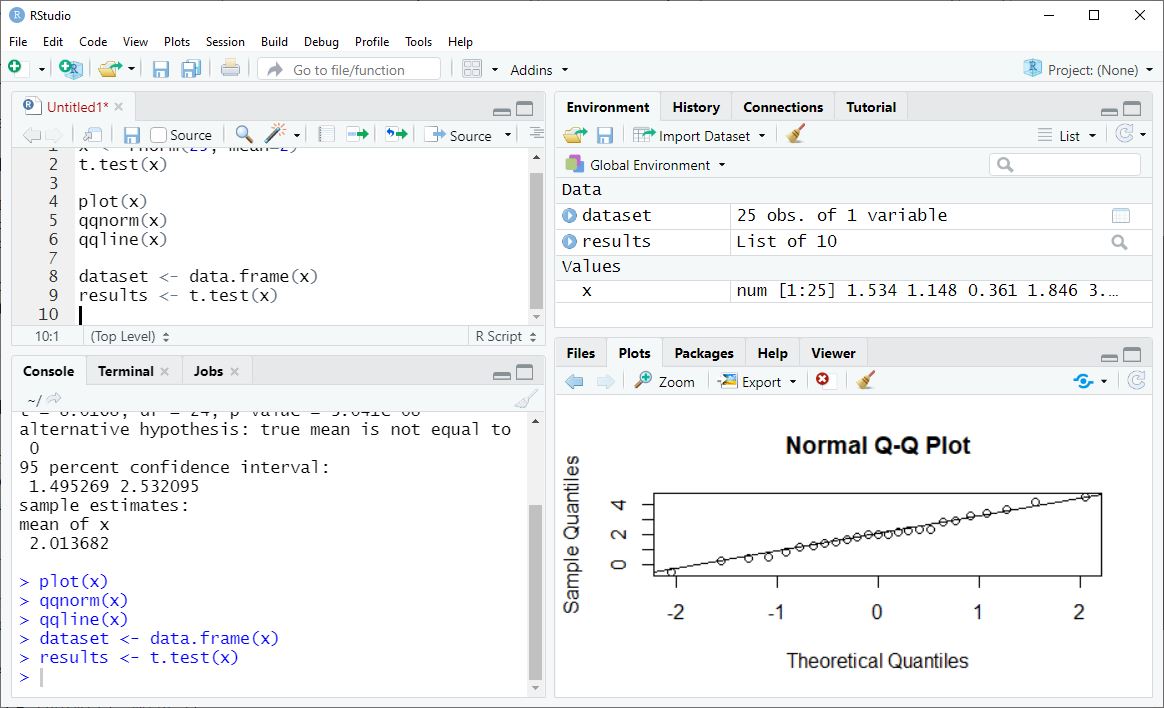 RStudio
File Edit Code View Plots Session Build Debug Profile Tools Help
Go to file/function Addins Project: (None)
Untitled1*
Source Source
1 x <- rnorm(25, mean=2)
2 t.test(x)
3
4 plot(x)
5 qqnorm(x)
6 qqline(x)
7
8 dataset <- data.frame(x)
9 results <- t.test(x)
10
10:1 (Top Level) R Script
Console Terminal Jobs
~/
df = 24, p-value =
alternative hypothesis: true mean is not equal to
0
95 percent confidence interval:
1.495269 2.532095
sample estimates:
mean of x
2.013682
> plot(x)
> qqnorm(x)
> qqline(x)
> dataset <- data.frame(x)
> results <- t.test(x)
>
Environment History Connections Tutorial
Import Dataset List
Global Environment
Data
dataset 25 obs. of 1 variable
results List of 10
Values
x num [1:25] 1.534 1.148 0.361 1.846 3.…
Files Plots Packages Help Viewer
Zoom Export
Normal Q-Q Plot
Sample Quantiles
4
2
0
-2 -1 0 1 2
Theoretical Quantiles